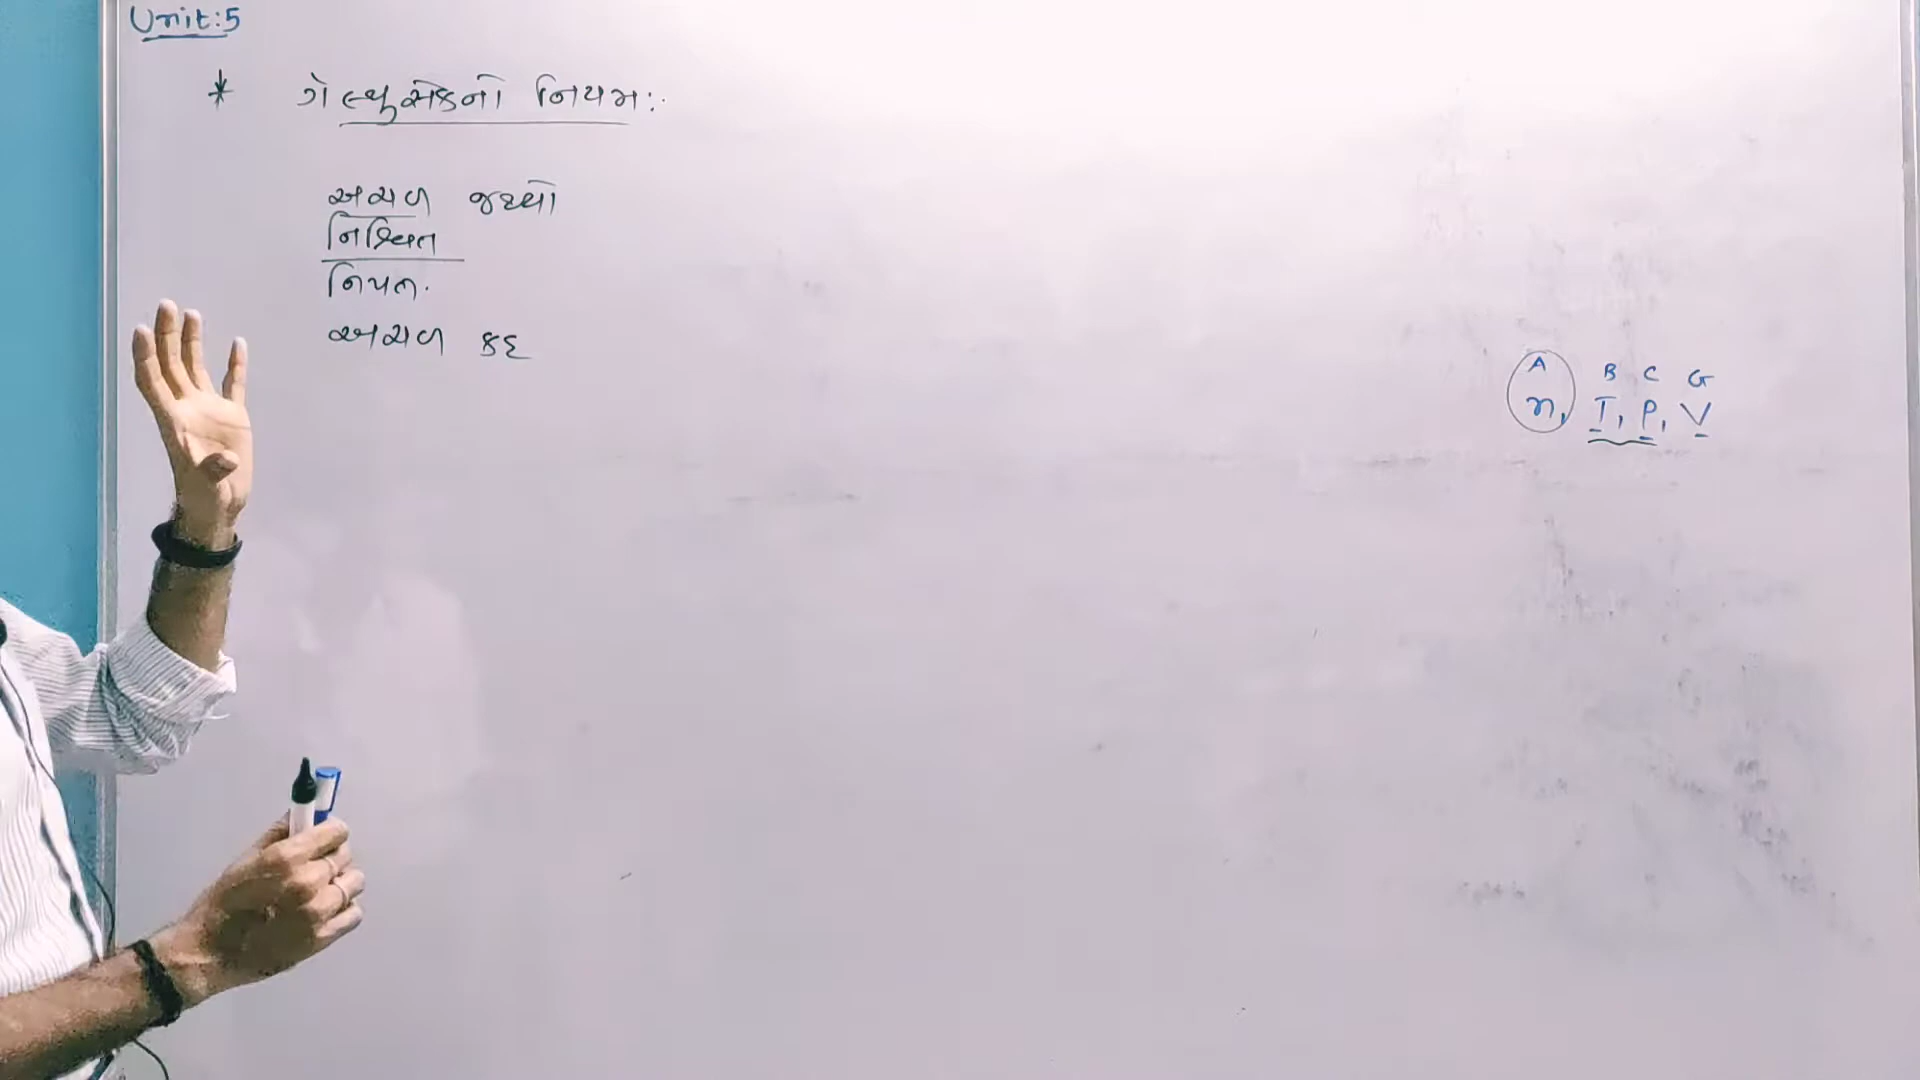 Unit:5
* ગેલ્યુસેકનો નિયમ:·
અચળ જથ્થો
નિશ્ચિત
નિયત.
અચળ કદ
A B C G
n, T, P, V